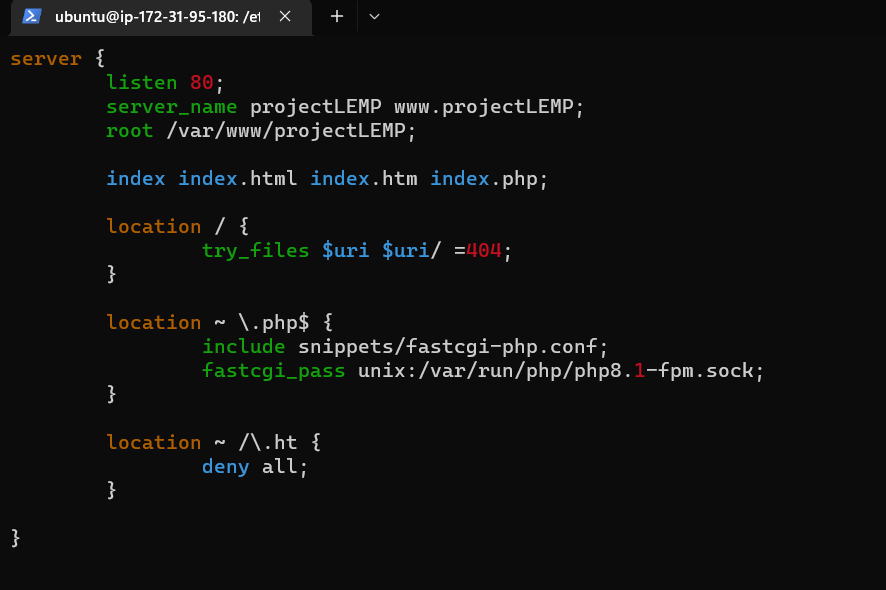 ubuntu@ip-172-31-95-180: /et
server {
        listen 80;
        server_name projectLEMP www.projectLEMP;
        root /var/www/projectLEMP;

        index index.html index.htm index.php;

        location / {
                try_files $uri $uri/ =404;
        }

        location ~ \.php$ {
                include snippets/fastcgi-php.conf;
                fastcgi_pass unix:/var/run/php/php8.1-fpm.sock;
        }

        location ~ /\.ht {
                deny all;
        }

}